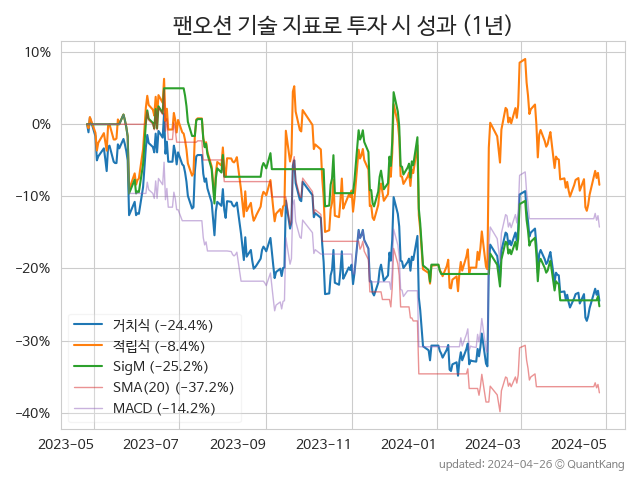 팬오션 기술 지표로 투자 시 성과 (1년)
10%
0%
−10%
−20%
−30%
−40%
거치식 (−24.4%)
적립식 (−8.4%)
SigM (−25.2%)
SMA(20) (−37.2%)
MACD (−14.2%)
2023-05
2023-07
2023-09
2023-11
2024-01
2024-03
2024-05
updated: 2024-04-26 © QuantKang